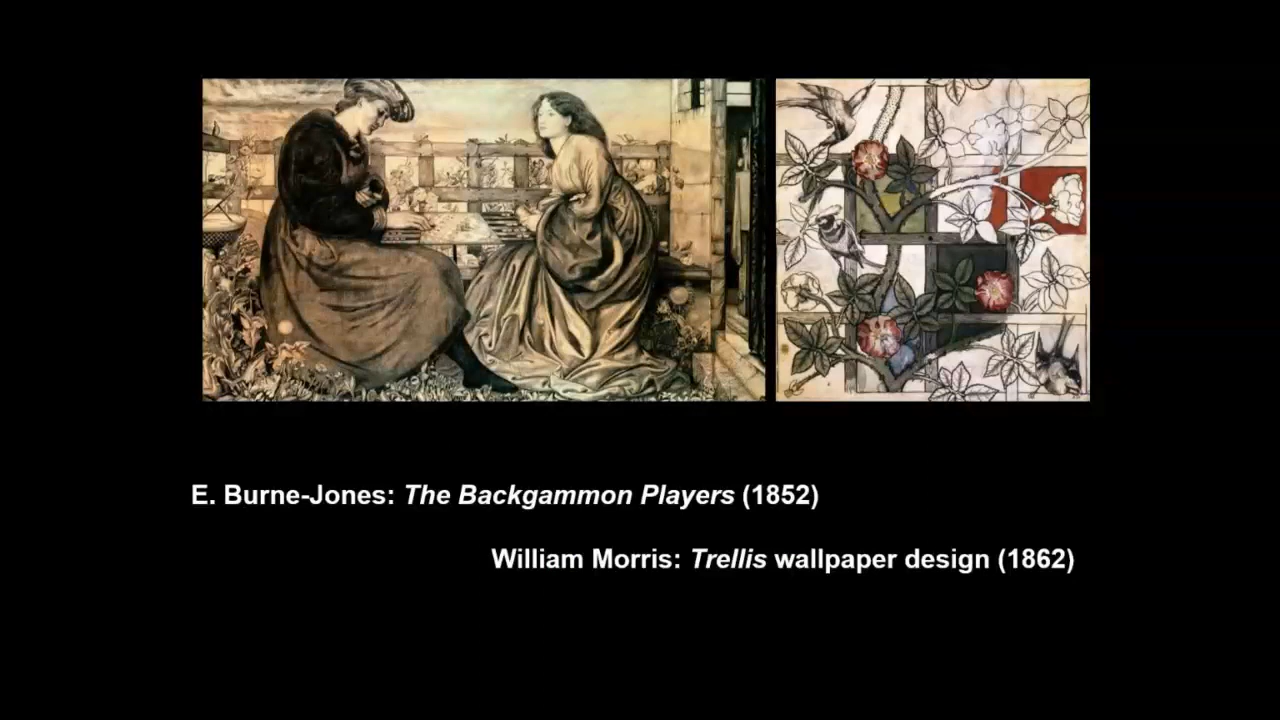 E. Burne-Jones: The Backgammon Players (1852)
William Morris: Trellis wallpaper design (1862)